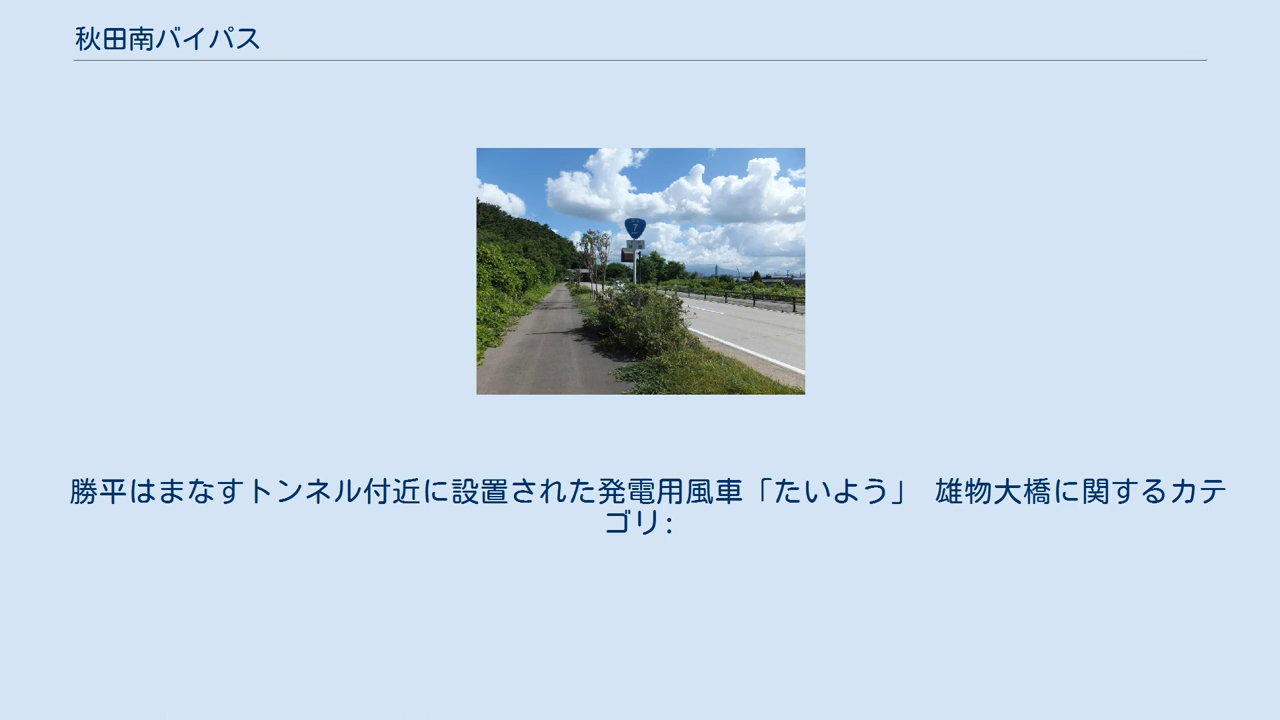 秋田南バイパス
7
勝平はまなすトンネル付近に設置された発電用風車「たいよう」 雄物大橋に関するカテ
ゴリ: